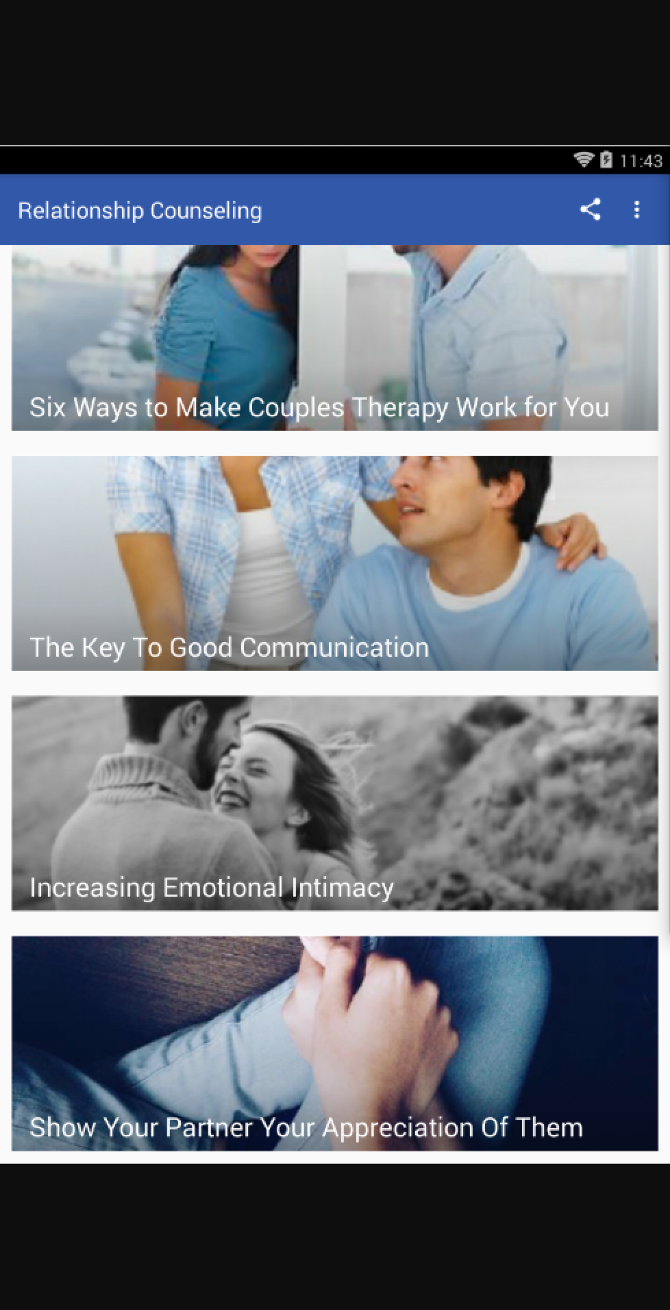 11:43
Relationship Counseling
Six Ways to Make Couples Therapy Work for You
The Key To Good Communication
Increasing Emotional Intimacy
Show Your Partner Your Appreciation Of Them